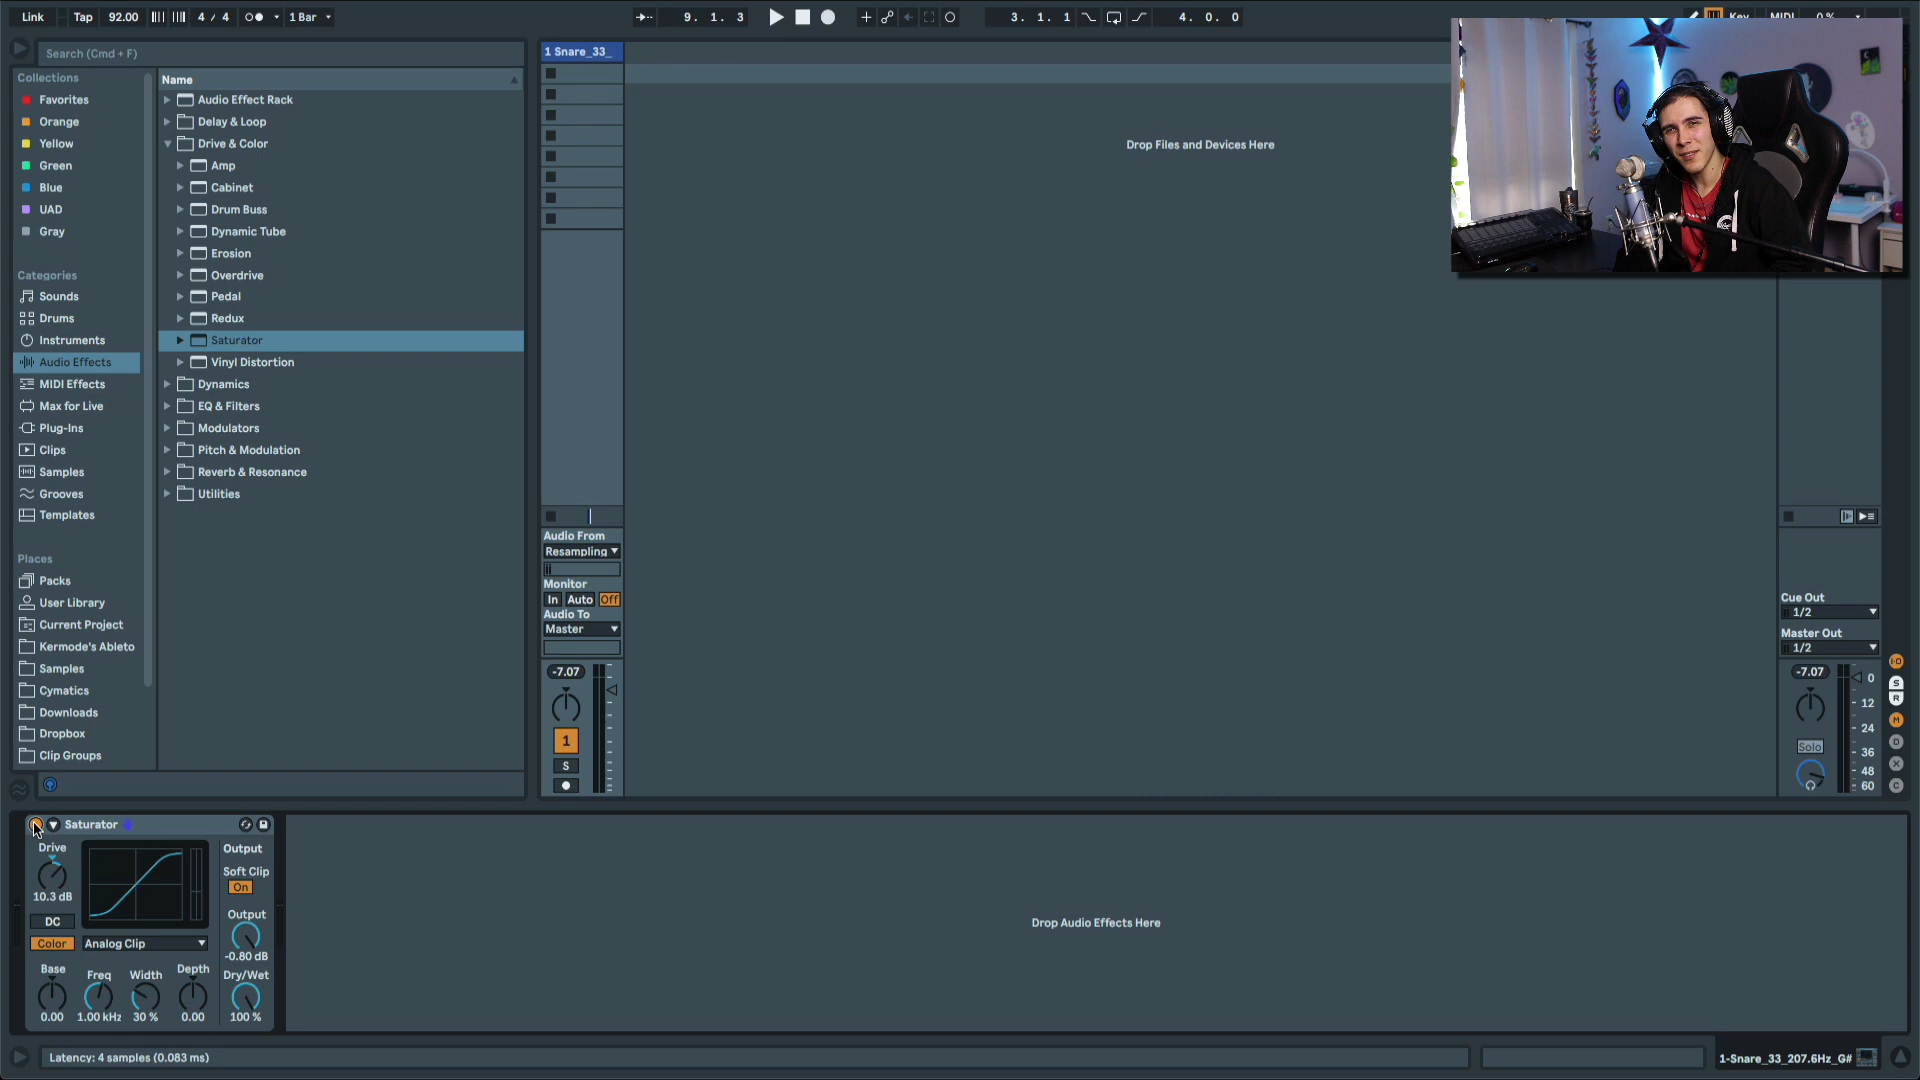 Link
Tap
92.00
4 / 4
1 Bar
9. 1. 3
3. 1. 1
4. 0. 0
Key
MIDI
0 %
Search (Cmd + F)
Collections
Favorites
Orange
Yellow
Green
Blue
UAD
Gray
Categories
Sounds
Drums
Instruments
Audio Effects
MIDI Effects
Max for Live
Plug-Ins
Clips
Samples
Grooves
Templates
Places
Packs
User Library
Current Project
Kermode's Ableto
Samples
Cymatics
Downloads
Dropbox
Clip Groups
Name
Audio Effect Rack
Delay & Loop
Drive & Color
Amp
Cabinet
Drum Buss
Dynamic Tube
Erosion
Overdrive
Pedal
Redux
Saturator
Vinyl Distortion
Dynamics
EQ & Filters
Modulators
Pitch & Modulation
Reverb & Resonance
Utilities
1 Snare_33_
Drop Files and Devices Here
Audio From
Resampling
Monitor
In Auto Off
Audio To
Master
-7.07
1
S
Cue Out
1/2
Master Out
1/2
-7.07
0
12
24
36
48
60
Solo
I-O
S
R
M
D
X
C
Saturator
Drive
10.3 dB
DC
Color
Analog Clip
Base
0.00
Freq
1.00 kHz
Width
30 %
Depth
0.00
Output
Soft Clip
On
Output
-0.80 dB
Dry/Wet
100 %
Drop Audio Effects Here
Latency: 4 samples (0.083 ms)
1-Snare_33_207.6Hz_G#